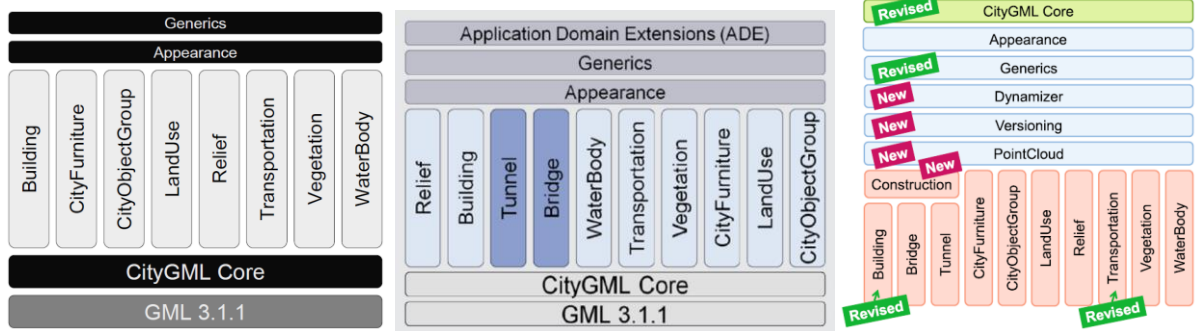 Generics
Appearance
Building
CityFurniture
CityObjectGroup
LandUse
Relief
Transportation
Vegetation
WaterBody
CityGML Core
GML 3.1.1
Application Domain Extensions (ADE)
Generics
Appearance
Relief
Building
Tunnel
Bridge
WaterBody
Transportation
Vegetation
CityFurniture
LandUse
CityObjectGroup
CityGML Core
GML 3.1.1
Revised
CityGML Core
Appearance
Revised
Generics
New
Dynamizer
New
Versioning
New
PointCloud
New
Construction
Building
Bridge
Tunnel
CityFurniture
CityObjectGroup
LandUse
Relief
Transportation
Vegetation
WaterBody
Revised
Revised